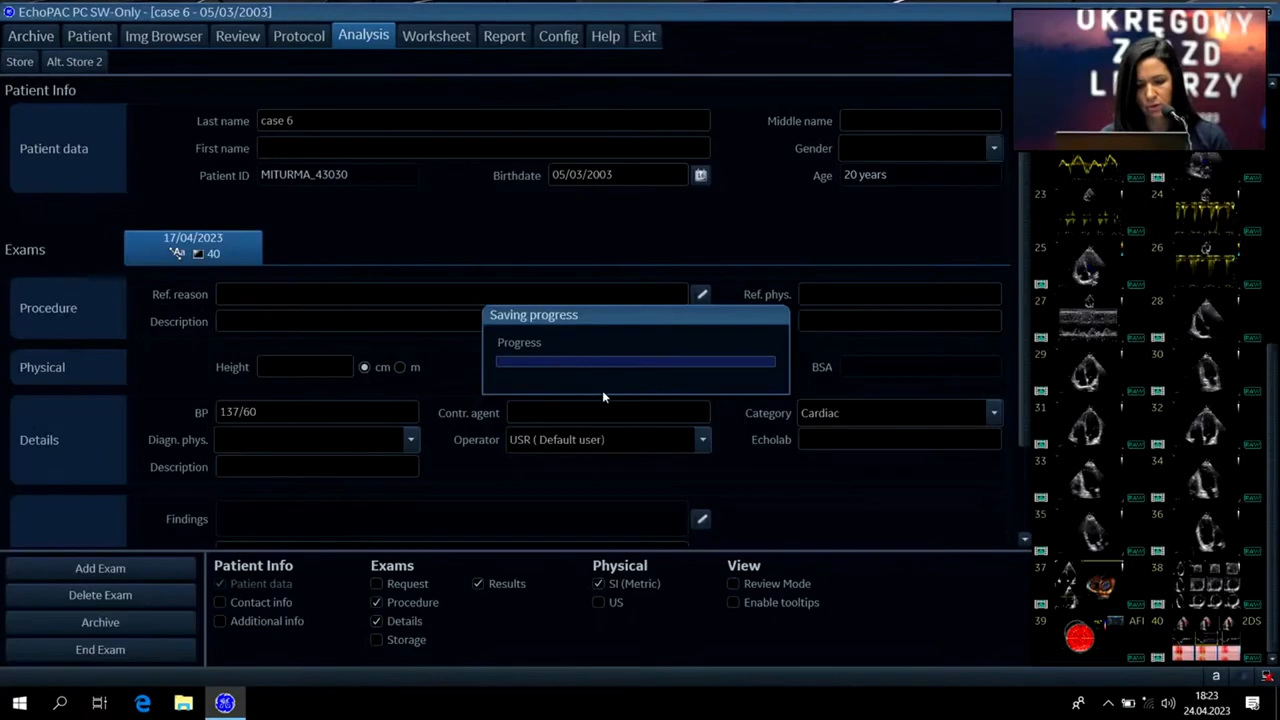 EchoPAC PC SW-Only - [case 6 - 05/03/2003]
Archive Patient Img Browser Review Protocol Analysis Worksheet Report Config Help Exit
Store Alt. Store 2
OKRĘGOWY
Patient Info
Patient data
Last name case 6 Middle name
First name Gender
Patient ID MITURMA_43030 Birthdate 05/03/2003 Age 20 years
Exams
17/04/2023
Aa 40
Procedure
Ref. reason Ref. phys.
Description
Saving progress
Progress
Physical
Height cm m BSA
Details
BP 137/60 Contr. agent Category Cardiac
Diagn. phys. Operator USR ( Default user) Echolab
Description
Findings
Add Exam
Delete Exam
Archive
End Exam
Patient Info
Patient data
Contact info
Additional info
Exams
Request Results
Procedure
Details
Storage
Physical
SI (Metric)
US
View
Review Mode
Enable tooltips
23 24
25 26
27 28
29 30
31 32
33 34
35 36
37 38
39 AFI 40 2DS
a
18:23
24.04.2023